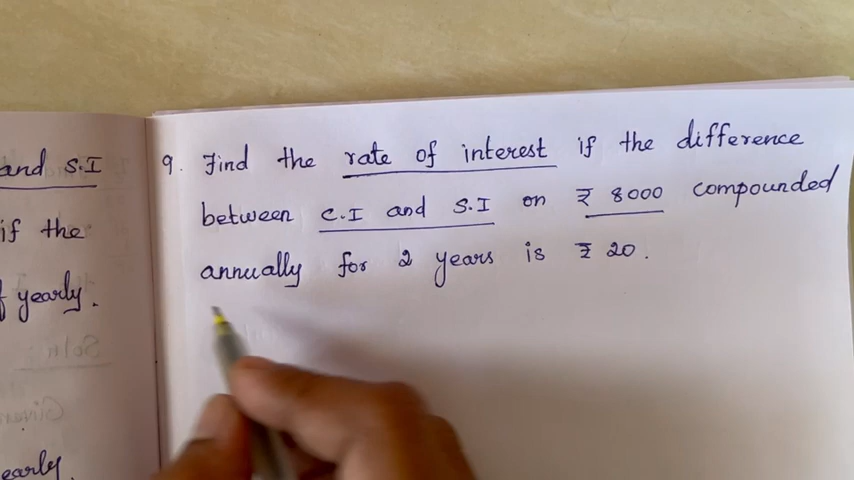 and S.I
if the
yearly.
early
9. Find the rate of interest if the difference
between C.I and S.I on ₹ 8000 compounded
annually for 2 years is ₹ 20.